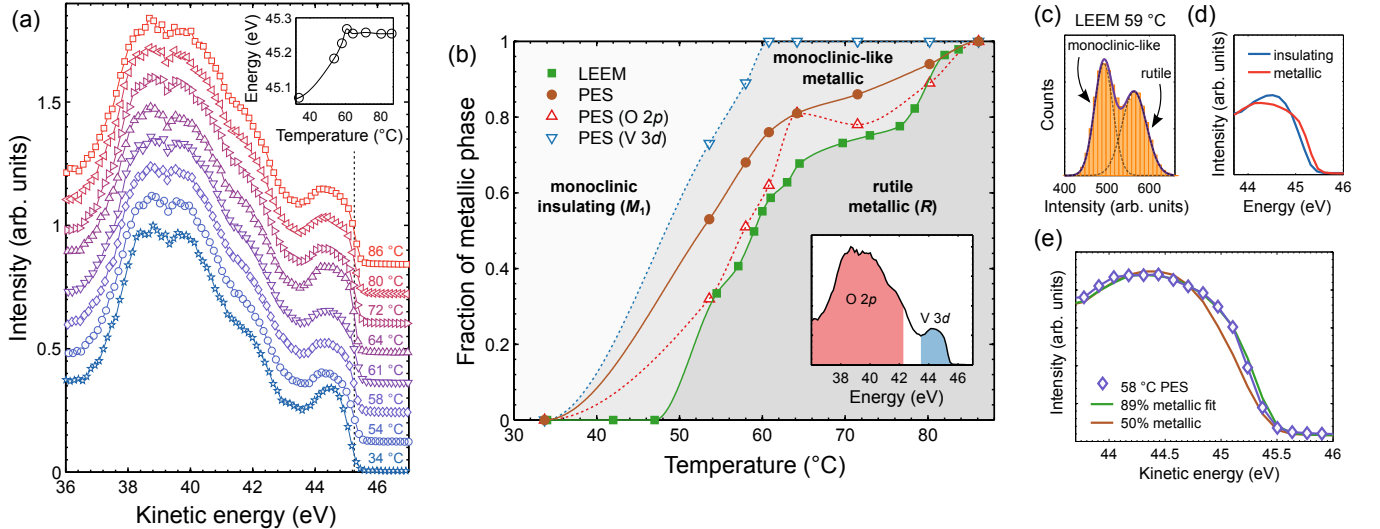 (a)
Intensity (arb. units)
1.5
1
0.5
0
36
38
40
42
44
46
Kinetic energy (eV)
86 °C
80 °C
72 °C
64 °C
61 °C
58 °C
54 °C
34 °C
Energy (eV)
45.3
45.2
45.1
40
60
80
Temperature (°C)
(b)
Fraction of metallic phase
1
0.8
0.6
0.4
0.2
0
30
40
50
60
70
80
Temperature (°C)
LEEM
PES
PES (O 2p)
PES (V 3d)
monoclinic-like
metallic
monoclinic
insulating (M1)
rutile
metallic (R)
O 2p
V 3d
38
40
42
44
46
Energy (eV)
(c)
LEEM 59 °C
monoclinic-like
rutile
Counts
400
500
600
Intensity (arb. units)
(d)
insulating
metallic
Intensity (arb. units)
44
45
46
Energy (eV)
(e)
Intensity (arb. units)
58 °C PES
89% metallic fit
50% metallic
44
44.5
45
45.5
46
Kinetic energy (eV)